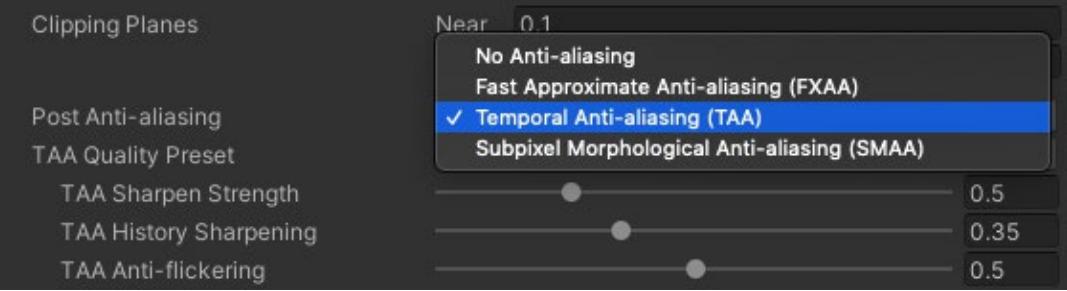 Clipping Planes Near 0.1
No Anti-aliasing
Fast Approximate Anti-aliasing (FXAA)
Post Anti-aliasing ✓ Temporal Anti-aliasing (TAA)
TAA Quality Preset Subpixel Morphological Anti-aliasing (SMAA)
TAA Sharpen Strength 0.5
TAA History Sharpening 0.35
TAA Anti-flickering 0.5